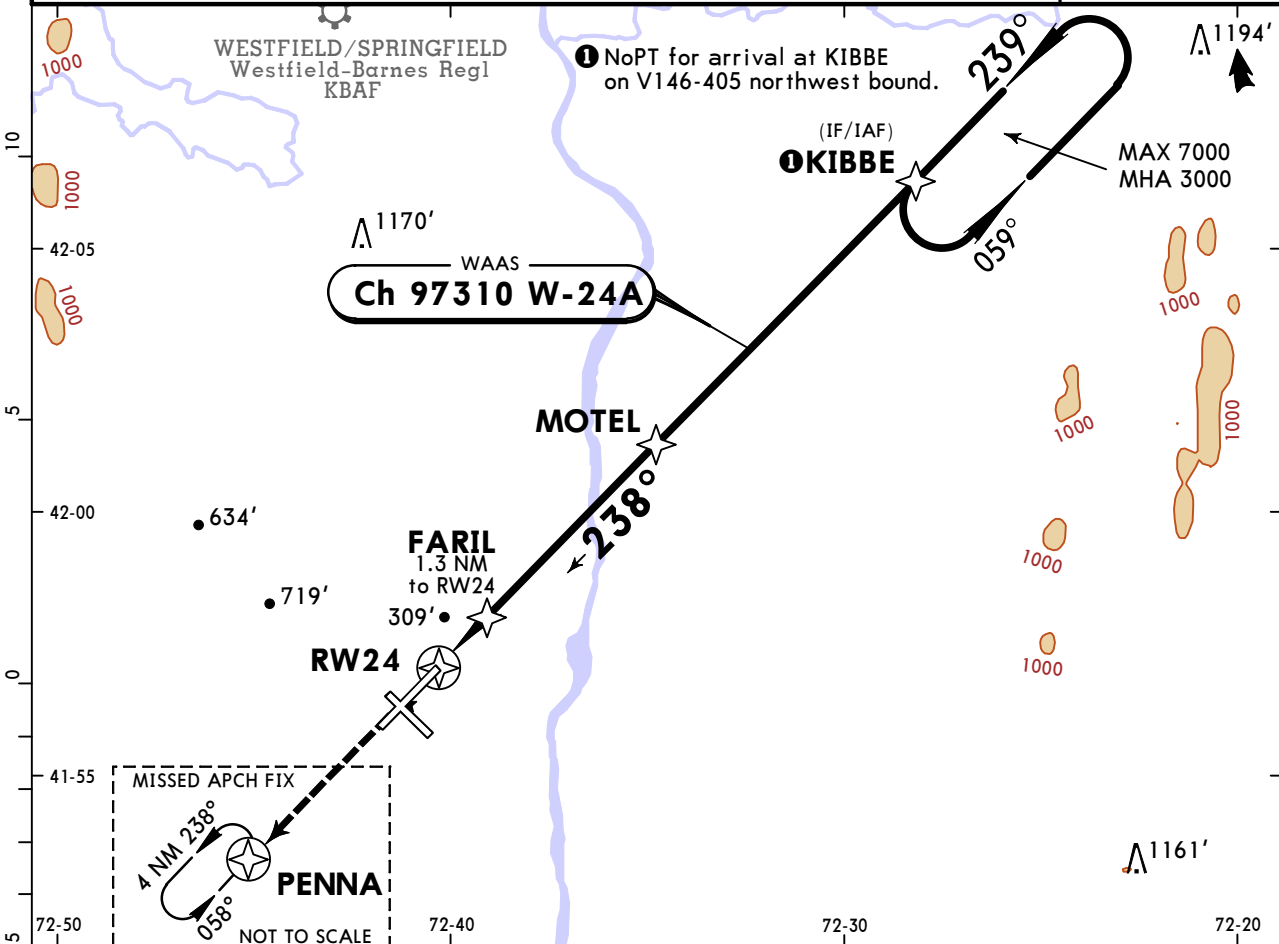 WESTFIELD/SPRINGFIELD
Westfield-Barnes Regl
KBAF
1000
❶ NoPT for arrival at KIBBE
on V146-405 northwest bound.
239°
1194'
(IF/IAF)
❶KIBBE
MAX 7000
MHA 3000
10
1000
1170'
059°
42-05
1000
WAAS
Ch 97310 W-24A
1000
5
MOTEL
1000
1000
238°
42-00
634'
FARIL
1.3 NM
to RW24
1000
719'
309'
RW24
1000
0
41-55
MISSED APCH FIX
4 NM 238°
PENNA
058°
NOT TO SCALE
1161'
5
72-50
72-40
72-30
72-20